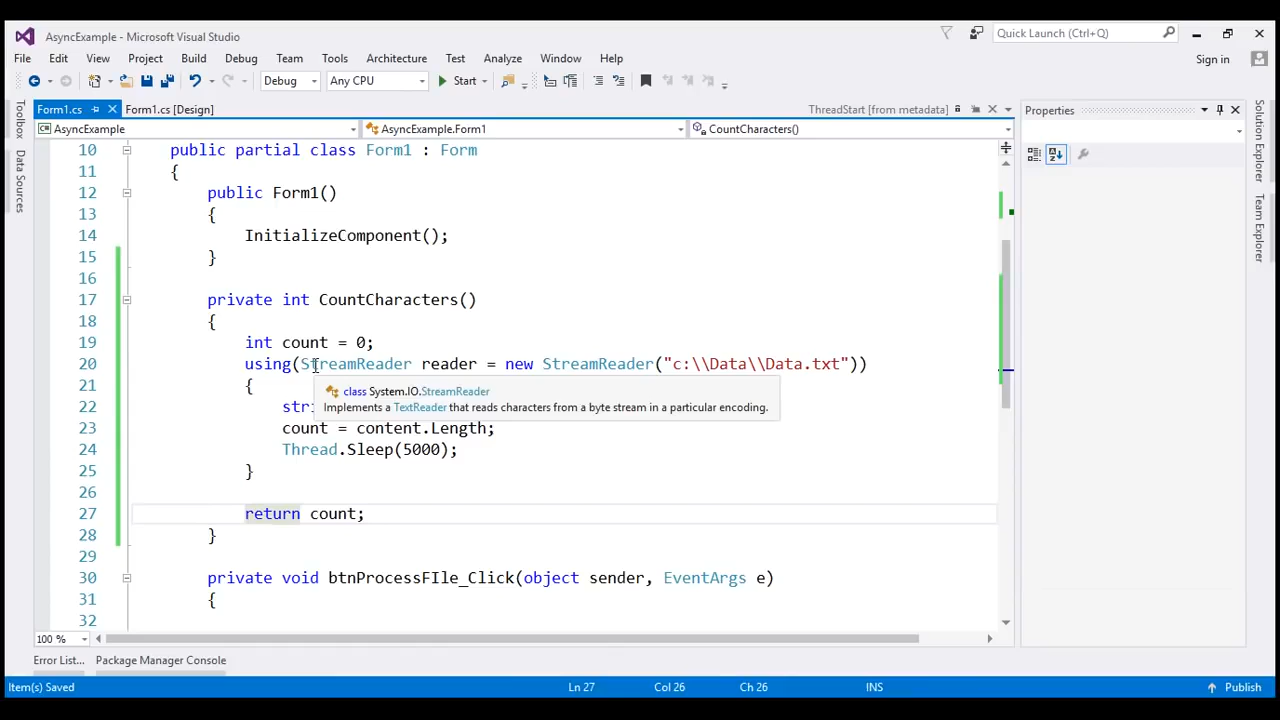 AsyncExample - Microsoft Visual Studio
Quick Launch (Ctrl+Q)
File Edit View Project Build Debug Team Tools Architecture Test Analyze Window Help
Sign in
Debug Any CPU Start
Form1.cs Form1.cs [Design] ThreadStart [from metadata]
Properties
AsyncExample AsyncExample.Form1 CountCharacters()
Toolbox
Data Sources
Solution Explorer
Team Explorer
10 public partial class Form1 : Form
11 {
12 public Form1()
13 {
14 InitializeComponent();
15 }
16
17 private int CountCharacters()
18 {
19 int count = 0;
20 using(StreamReader reader = new StreamReader("c:\\Data\\Data.txt"))
21 {
class System.IO.StreamReader
22 stri
Implements a TextReader that reads characters from a byte stream in a particular encoding.
23 count = content.Length;
24 Thread.Sleep(5000);
25 }
26
27 return count;
28 }
29
30 private void btnProcessFIle_Click(object sender, EventArgs e)
31 {
32
100 %
Error List... Package Manager Console
Item(s) Saved Ln 27 Col 26 Ch 26 INS Publish